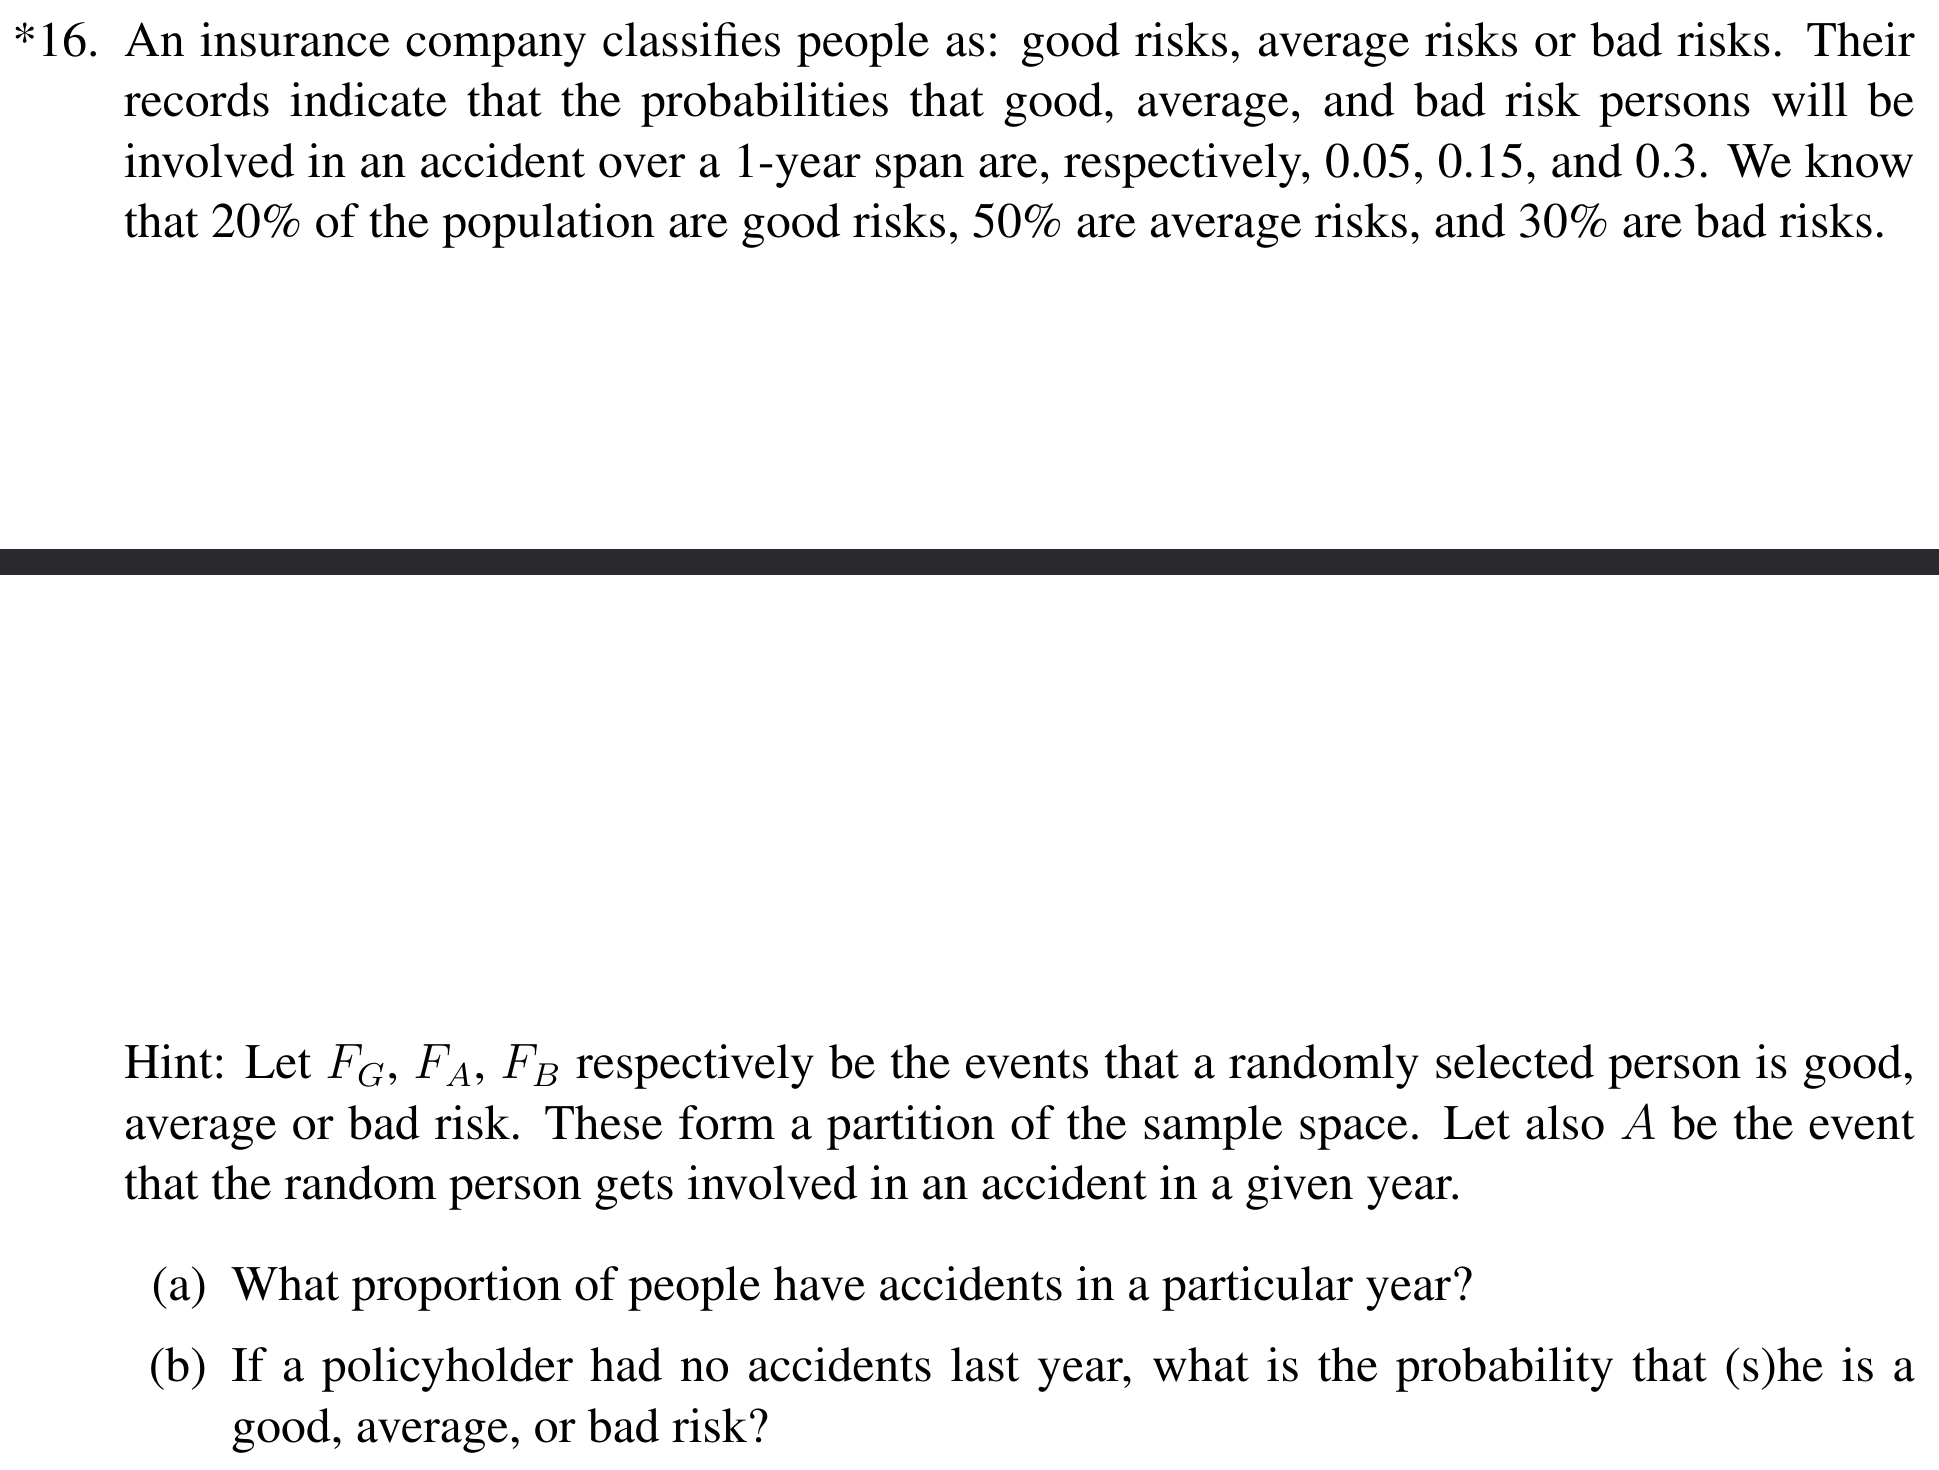 *16. An insurance company classifies people as: good risks, average risks or bad risks. Their
records indicate that the probabilities that good, average, and bad risk persons will be
involved in an accident over a 1-year span are, respectively, 0.05, 0.15, and 0.3. We know
that 20% of the population are good risks, 50% are average risks, and 30% are bad risks.
Hint: Let F_G, F_A, F_B respectively be the events that a randomly selected person is good,
average or bad risk. These form a partition of the sample space. Let also A be the event
that the random person gets involved in an accident in a given year.
(a) What proportion of people have accidents in a particular year?
(b) If a policyholder had no accidents last year, what is the probability that (s)he is a
good, average, or bad risk?